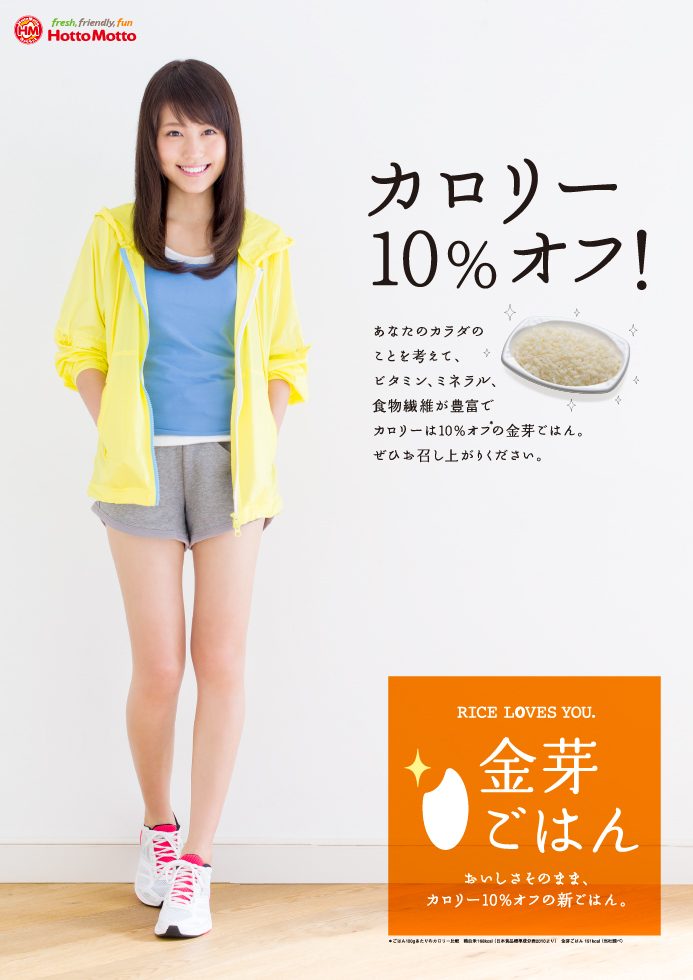 HM
fresh, friendly, fun
HottoMotto
カロリー
10%オフ!
あなたのカラダの
ことを考えて、
ビタミン、ミネラル、
食物繊維が豊富で
カロリーは10%オフ*の金芽ごはん。
ぜひお召し上がりください。
RICE LOVES YOU.
金芽
ごはん
おいしさそのまま、
カロリー10%オフの新ごはん。